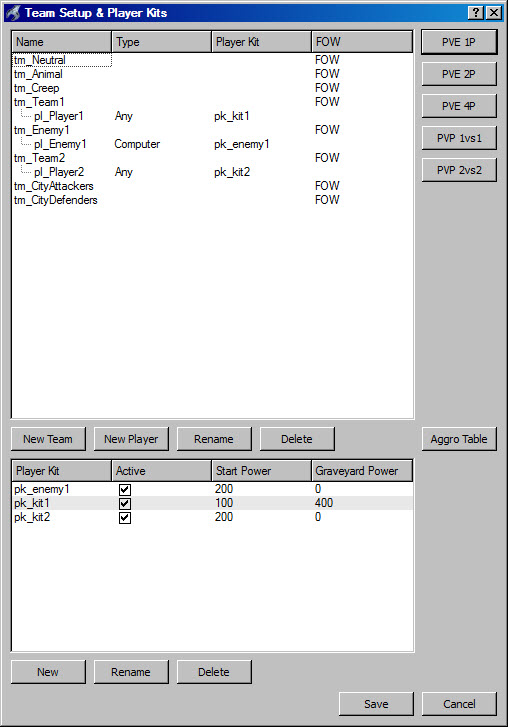 Team Setup & Player Kits
Name Type Player Kit FOW
tm_Neutral FOW
tm_Animal FOW
tm_Creep FOW
tm_Team1 FOW
pl_Player1 Any pk_kit1
tm_Enemy1 FOW
pl_Enemy1 Computer pk_enemy1
tm_Team2 FOW
pl_Player2 Any pk_kit2
tm_CityAttackers FOW
tm_CityDefenders FOW
PVE 1P
PVE 2P
PVE 4P
PVP 1vs1
PVP 2vs2
New Team New Player Rename Delete Aggro Table
Player Kit Active Start Power Graveyard Power
pk_enemy1 200 0
pk_kit1 100 400
pk_kit2 200 0
New Rename Delete
Save Cancel